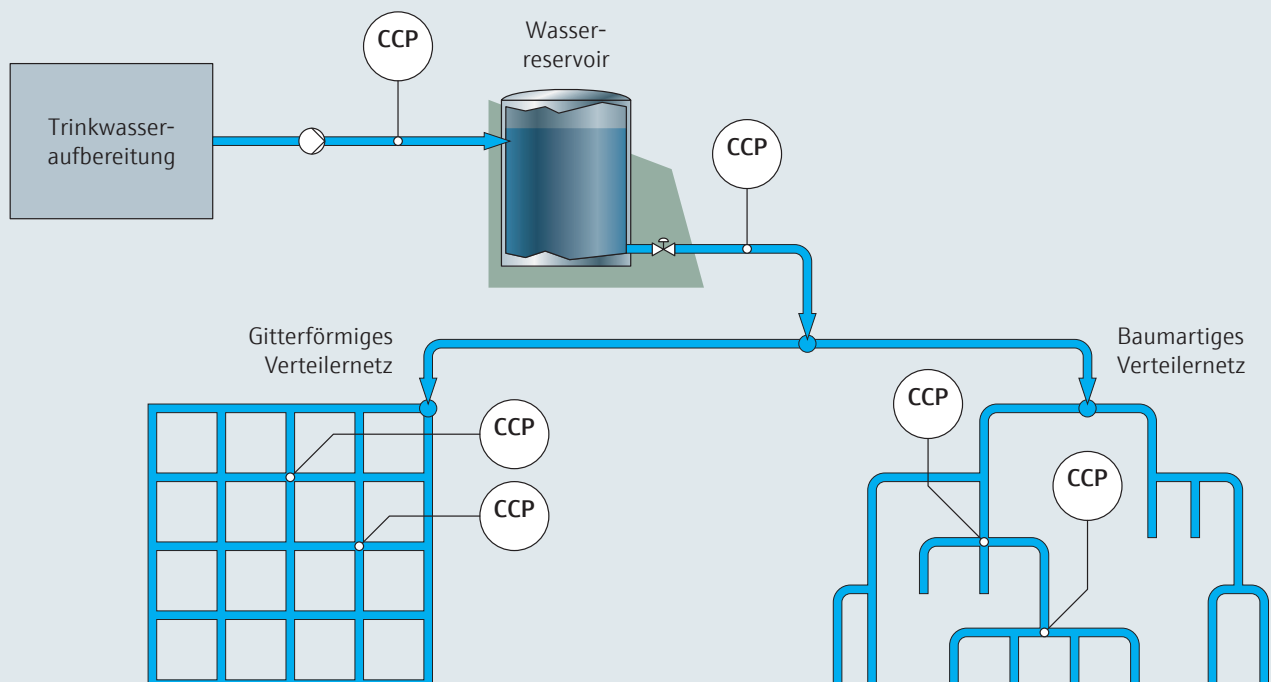 CCP
Wasser-
reservoir
Trinkwasser-
aufbereitung
CCP
Gitterförmiges
Verteilernetz
Baumartiges
Verteilernetz
CCP
CCP
CCP
CCP